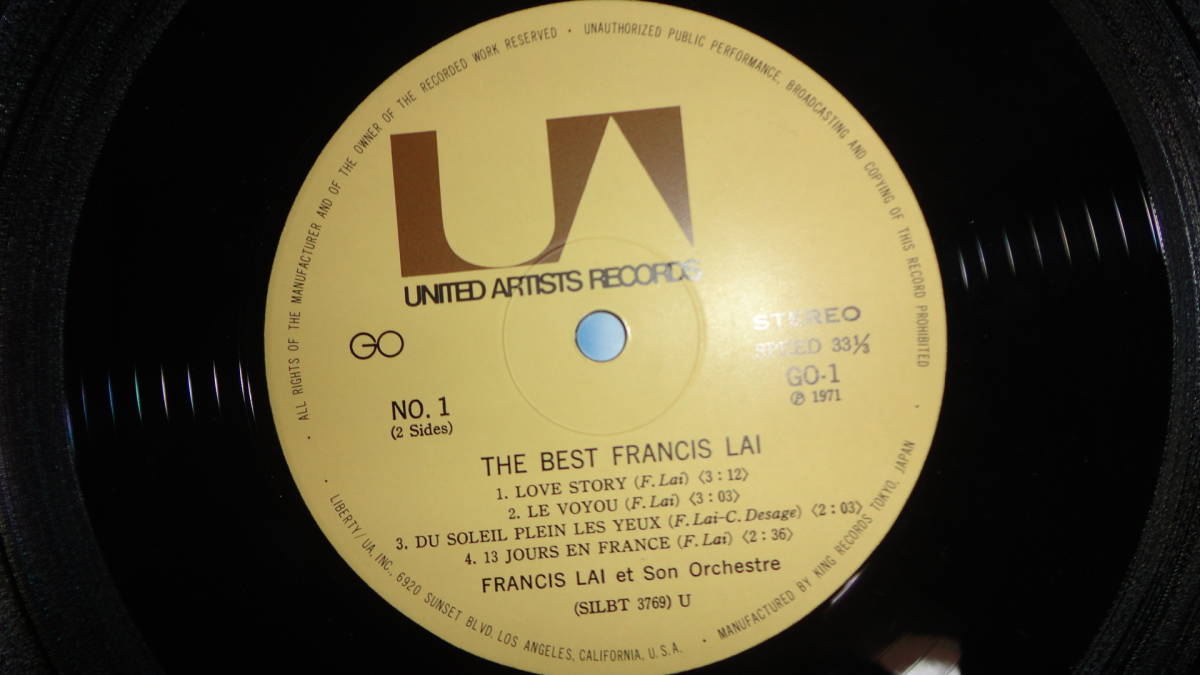 ALL RIGHTS OF THE MANUFACTURER AND OF THE OWNER OF THE RECORDED WORK RESERVED · UNAUTHORIZED PUBLIC PERFORMANCE, BROADCASTING AND COPYING OF THIS RECORD PROHIBITED
UA
UNITED ARTISTS RECORDS
GO
STEREO
SPEED 33⅓
GO-1
℗ 1971
NO. 1
(2 Sides)
THE BEST FRANCIS LAI
1. LOVE STORY (F. Lai) 〈3:12〉
2. LE VOYOU (F. Lai) 〈3:03〉
3. DU SOLEIL PLEIN LES YEUX (F. Lai-C. Desage) 〈2:03〉
4. 13 JOURS EN FRANCE (F. Lai) 〈2:36〉
FRANCIS LAI et Son Orchestre
(SILBT 3769) U
· LIBERTY/UA, INC., 6920 SUNSET BLVD, LOS ANGELES, CALIFORNIA, U.S.A. · MANUFACTURED BY KING RECORDS TOKYO, JAPAN ·